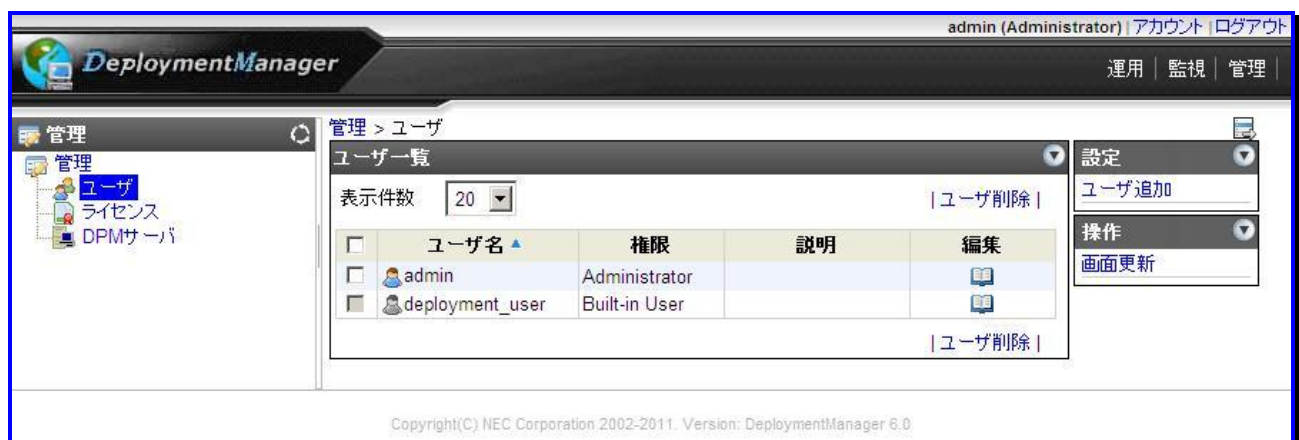 admin (Administrator) | アカウント | ログアウト
DeploymentManager
運用 | 監視 | 管理 |
管理
管理
ユーザ
ライセンス
DPMサーバ
管理 > ユーザ
ユーザ一覧
表示件数 20 | ユーザ削除 |
ユーザ名 権限 説明 編集
admin Administrator
deployment_user Built-in User
| ユーザ削除 |
設定
ユーザ追加
操作
画面更新
Copyright(C) NEC Corporation 2002-2011. Version: DeploymentManager 6.0